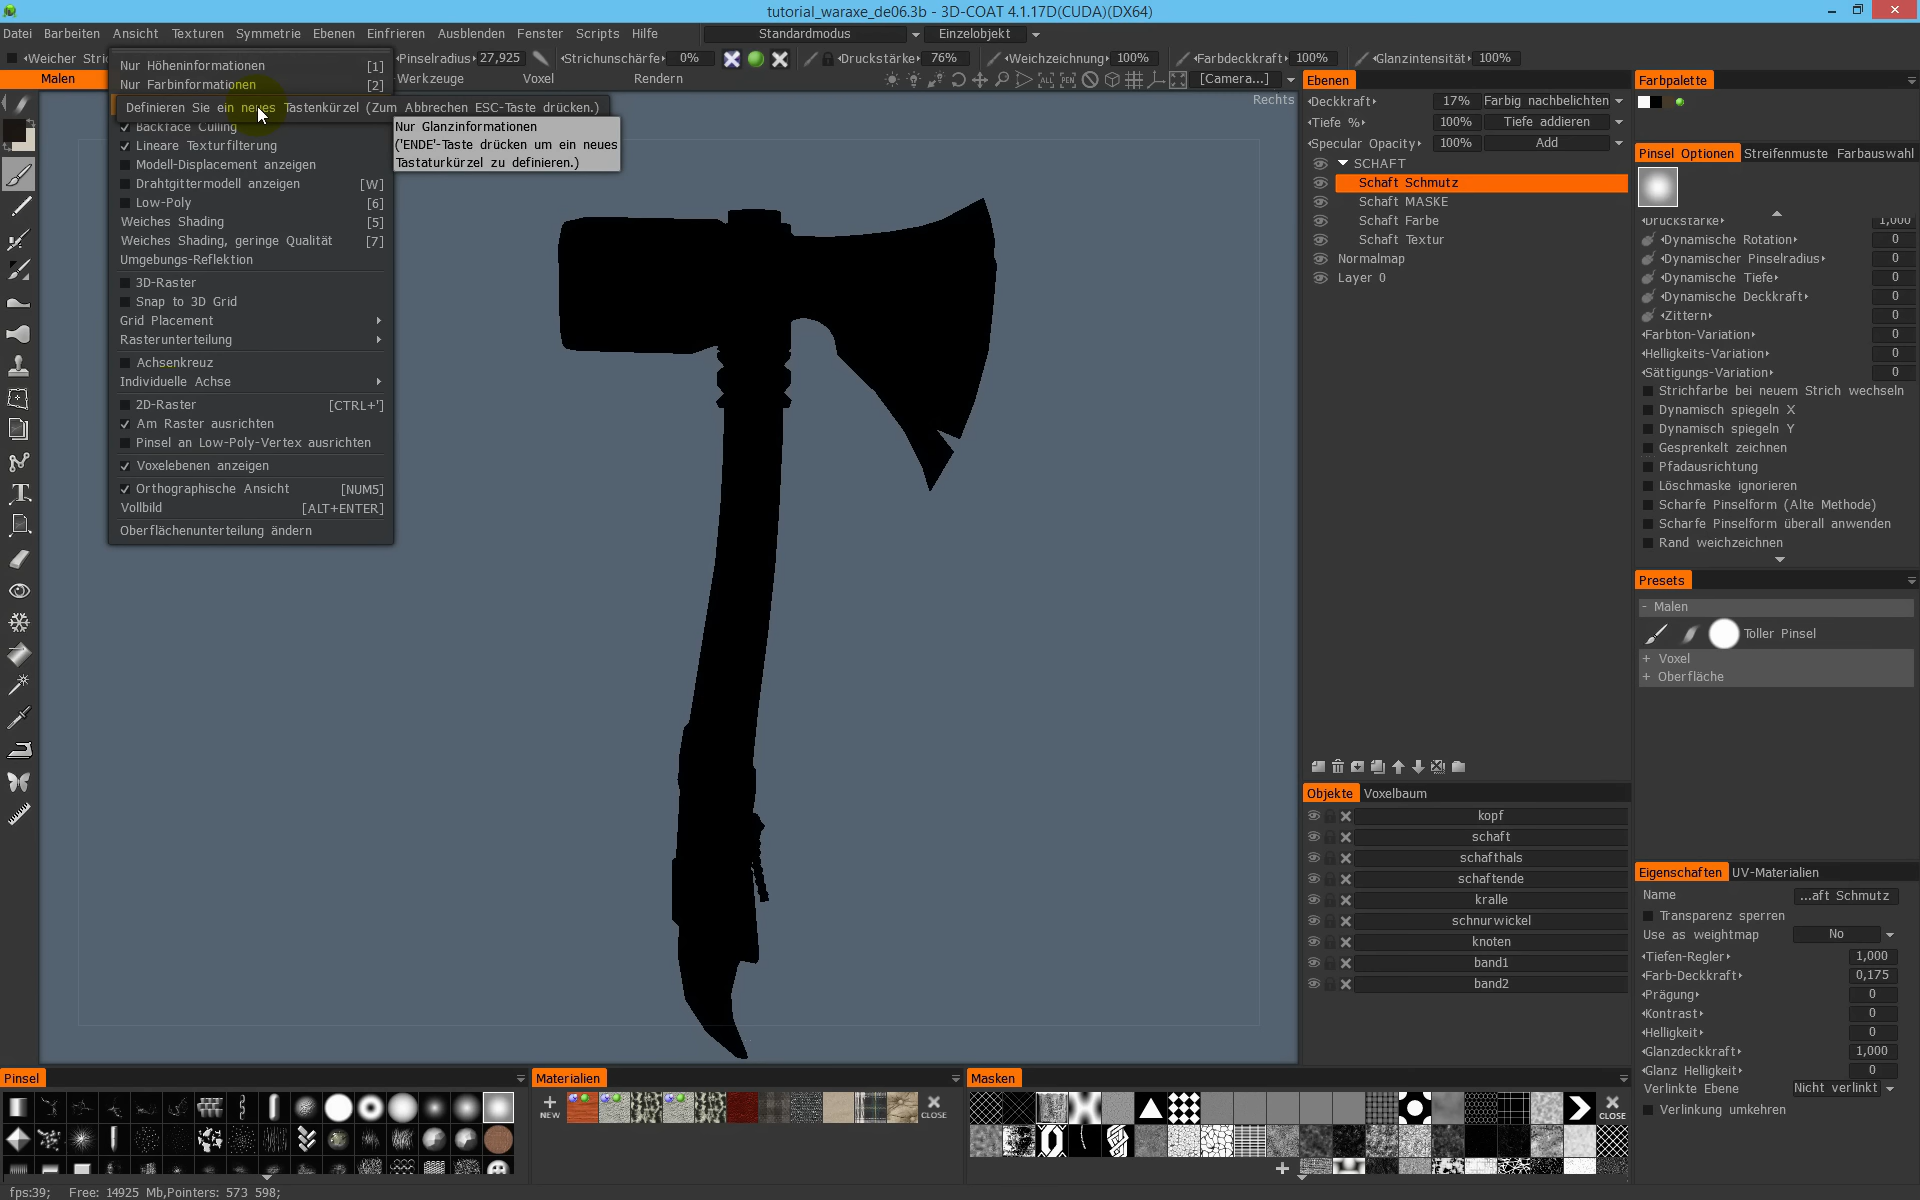 tutorial_waraxe_de06.3b - 3D-COAT 4.1.17D(CUDA)(DX64)
Datei Bearbeiten Ansicht Texturen Symmetrie Ebenen Einfrieren Ausblenden Fenster Scripts Hilfe Standardmodus Einzelobjekt
Weicher Stric Pinselradius 27,925 Strichunschärfe 0% Druckstärke 76% Weichzeichnung 100% Farbdeckkraft 100% Glanzintensität 100%
Malen Werkzeuge Voxel Rendern [Camera...]
Nur Höheninformationen [1]
Nur Farbinformationen [2]
Definieren Sie ein neues Tastenkürzel (Zum Abbrechen ESC-Taste drücken.)
Backface Culling
Lineare Texturfilterung
Modell-Displacement anzeigen
Drahtgittermodell anzeigen [W]
Low-Poly [6]
Weiches Shading [5]
Weiches Shading, geringe Qualität [7]
Umgebungs-Reflektion
3D-Raster
Snap to 3D Grid
Grid Placement
Rasterunterteilung
Achsenkreuz
Individuelle Achse
2D-Raster [CTRL+']
Am Raster ausrichten
Pinsel an Low-Poly-Vertex ausrichten
Voxelebenen anzeigen
Orthographische Ansicht [NUM5]
Vollbild [ALT+ENTER]
Oberflächenunterteilung ändern
Nur Glanzinformationen
('ENDE'-Taste drücken um ein neues
Tastaturkürzel zu definieren.)
Rechts
Ebenen
Deckkraft 17% Farbig nachbelichten
Tiefe % 100% Tiefe addieren
Specular Opacity 100% Add
SCHAFT
Schaft Schmutz
Schaft MASKE
Schaft Farbe
Schaft Textur
Normalmap
Layer 0
Objekte Voxelbaum
kopf
schaft
schafthals
schaftende
kralle
schnurwickel
knoten
band1
band2
Farbpalette
Pinsel Optionen Streifenmuste Farbauswahl
Druckstärke 1,000
Dynamische Rotation 0
Dynamischer Pinselradius 0
Dynamische Tiefe 0
Dynamische Deckkraft 0
Zittern 0
Farbton-Variation 0
Helligkeits-Variation 0
Sättigungs-Variation 0
Strichfarbe bei neuem Strich wechseln
Dynamisch spiegeln X
Dynamisch spiegeln Y
Gesprenkelt zeichnen
Pfadausrichtung
Löschmaske ignorieren
Scharfe Pinselform (Alte Methode)
Scharfe Pinselform überall anwenden
Rand weichzeichnen
Presets
- Malen
Toller Pinsel
+ Voxel
+ Oberfläche
Eigenschaften UV-Materialien
Name ...aft Schmutz
Transparenz sperren
Use as weightmap No
Tiefen-Regler 1,000
Farb-Deckkraft 0,175
Prägung 0
Kontrast 0
Helligkeit 0
Glanzdeckkraft 1,000
Glanz Helligkeit 0
Verlinkte Ebene Nicht verlinkt
Verlinkung umkehren
Pinsel
Materialien
NEW
CLOSE
Masken
CLOSE
fps:39; Free: 14925 Mb,Pointers: 573 598;